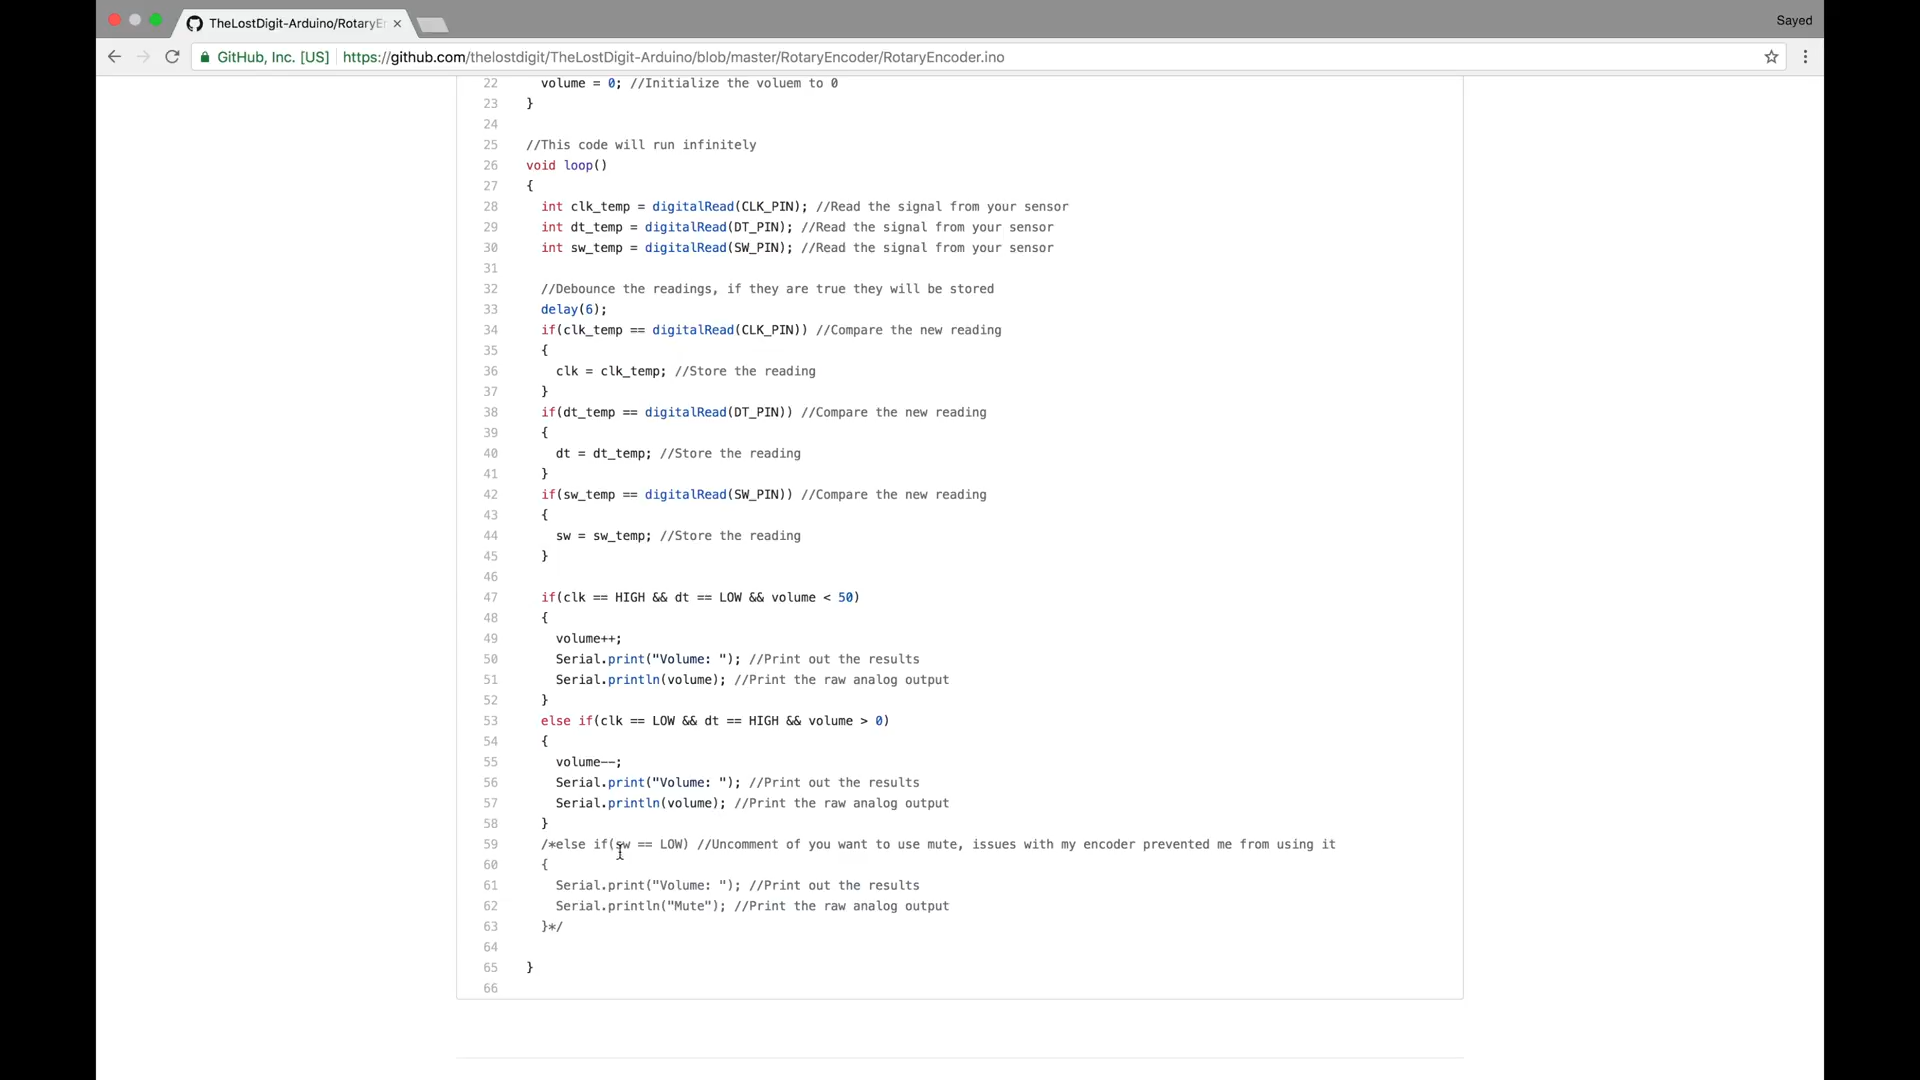 TheLostDigit-Arduino/RotaryE
Sayed
GitHub, Inc. [US] https://github.com/thelostdigit/TheLostDigit-Arduino/blob/master/RotaryEncoder/RotaryEncoder.ino
22 volume = 0; //Initialize the voluem to 0
23 }
24
25 //This code will run infinitely
26 void loop()
27 {
28 int clk_temp = digitalRead(CLK_PIN); //Read the signal from your sensor
29 int dt_temp = digitalRead(DT_PIN); //Read the signal from your sensor
30 int sw_temp = digitalRead(SW_PIN); //Read the signal from your sensor
31
32 //Debounce the readings, if they are true they will be stored
33 delay(6);
34 if(clk_temp == digitalRead(CLK_PIN)) //Compare the new reading
35 {
36 clk = clk_temp; //Store the reading
37 }
38 if(dt_temp == digitalRead(DT_PIN)) //Compare the new reading
39 {
40 dt = dt_temp; //Store the reading
41 }
42 if(sw_temp == digitalRead(SW_PIN)) //Compare the new reading
43 {
44 sw = sw_temp; //Store the reading
45 }
46
47 if(clk == HIGH && dt == LOW && volume < 50)
48 {
49 volume++;
50 Serial.print("Volume: "); //Print out the results
51 Serial.println(volume); //Print the raw analog output
52 }
53 else if(clk == LOW && dt == HIGH && volume > 0)
54 {
55 volume--;
56 Serial.print("Volume: "); //Print out the results
57 Serial.println(volume); //Print the raw analog output
58 }
59 /*else if(sw == LOW) //Uncomment of you want to use mute, issues with my encoder prevented me from using it
60 {
61 Serial.print("Volume: "); //Print out the results
62 Serial.println("Mute"); //Print the raw analog output
63 }*/
64
65 }
66